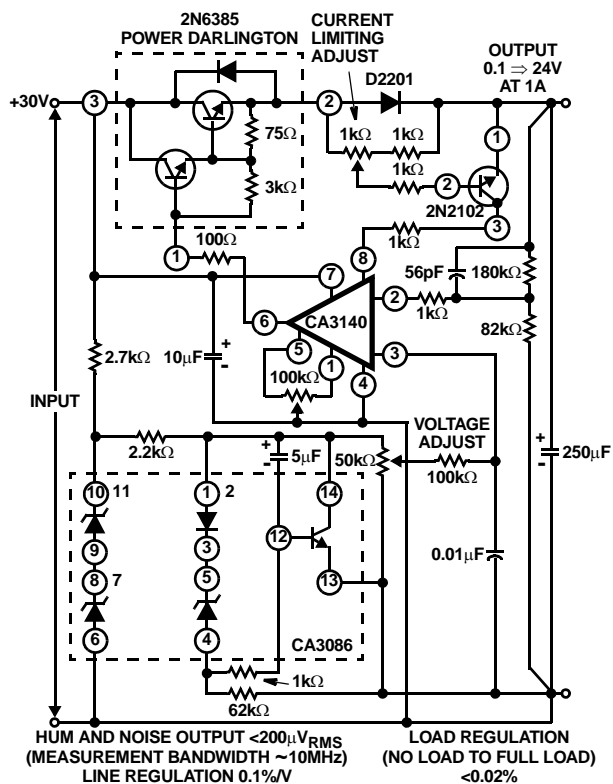 2N6385
POWER DARLINGTON
CURRENT
LIMITING
ADJUST
OUTPUT
0.1 ⇒ 24V
AT 1A
D2201
+30V
3
2
1
75Ω
1kΩ
1kΩ
1kΩ
3kΩ
2
2N2102
3
1
100Ω
1kΩ
8
7
56pF
180kΩ
6
CA3140
2
1kΩ
82kΩ
5
1
4
3
2.7kΩ
10µF
+
-
100kΩ
INPUT
VOLTAGE
ADJUST
2.2kΩ
+
-
5µF
50kΩ
100kΩ
+
-
250µF
10
11
1
2
14
12
9
3
0.01µF
8
7
5
13
6
4
CA3086
1kΩ
62kΩ
HUM AND NOISE OUTPUT <200µVRMS
(MEASUREMENT BANDWIDTH ~10MHz)
LINE REGULATION 0.1%/V
LOAD REGULATION
(NO LOAD TO FULL LOAD)
<0.02%